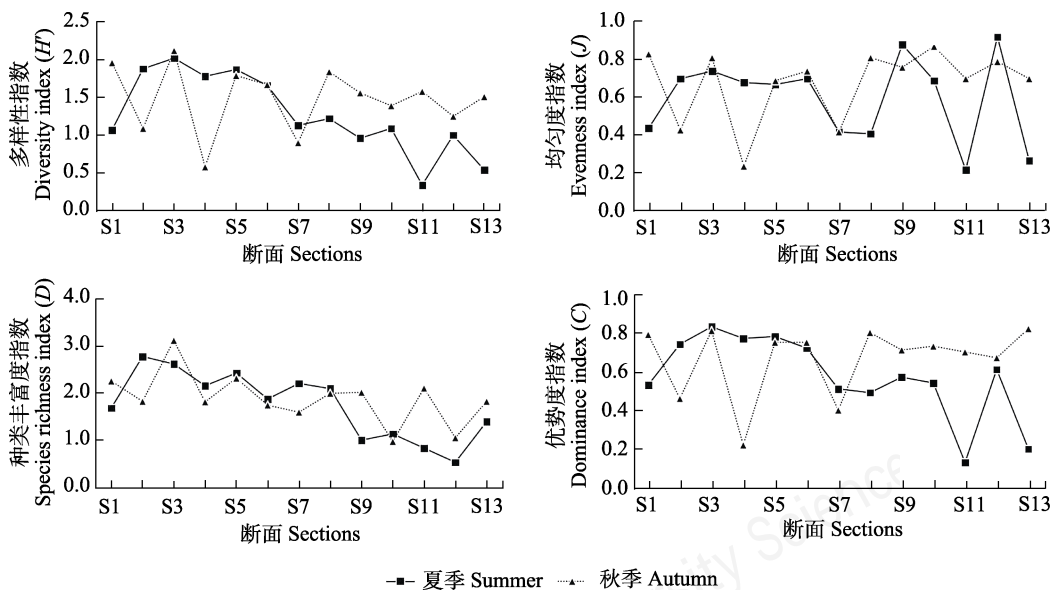 多样性指数
Diversity index (H')
2.5
2.0
1.5
1.0
0.5
0.0
S1 S3 S5 S7 S9 S11 S13
断面 Sections
均匀度指数
Evenness index (J)
1.0
0.8
0.6
0.4
0.2
0.0
S1 S3 S5 S7 S9 S11 S13
断面 Sections
种类丰富度指数
Species richness index (D)
4.0
3.0
2.0
1.0
0.0
S1 S3 S5 S7 S9 S11 S13
断面 Sections
优势度指数
Dominance index (C)
1.0
0.8
0.6
0.4
0.2
0.0
S1 S3 S5 S7 S9 S11 S13
断面 Sections
夏季 Summer 秋季 Autumn